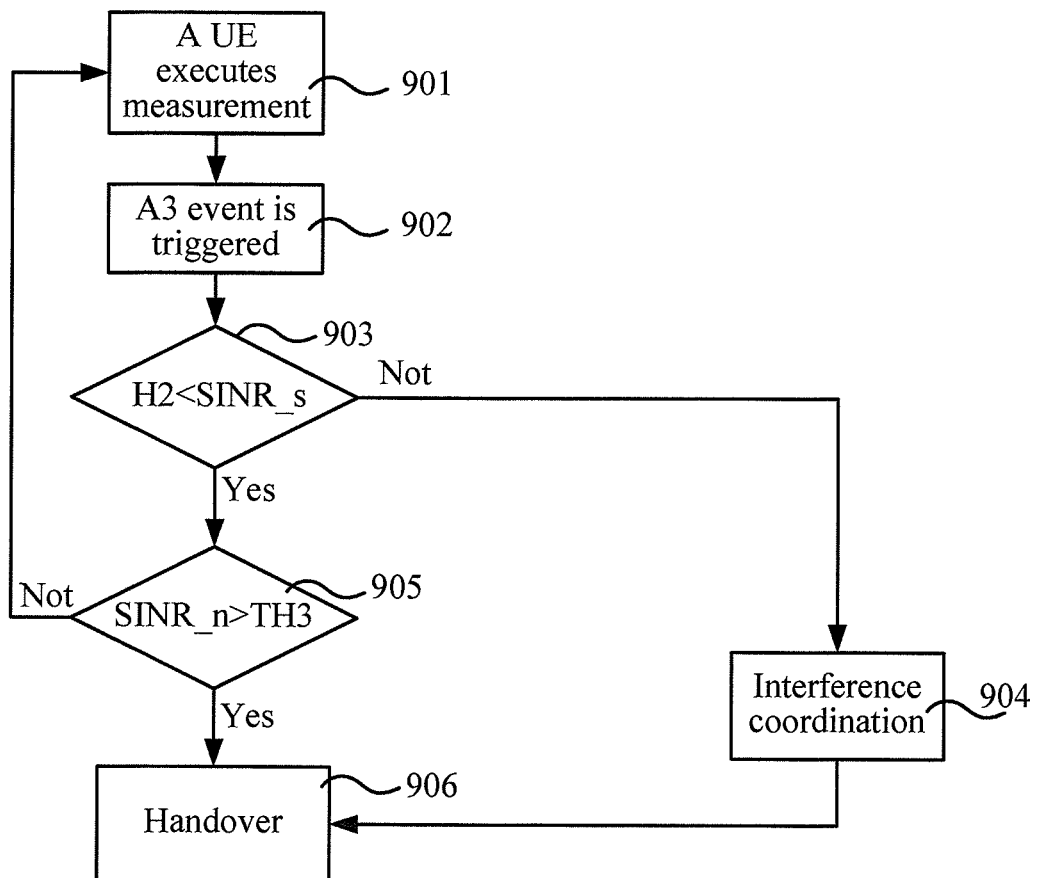 A UE
executes
measurement
901
A3 event is
triggered
902
903
H2<SINR_s
Not
Yes
905
Not
SINR_n>TH3
Interference
coordination
904
Yes
906
Handover